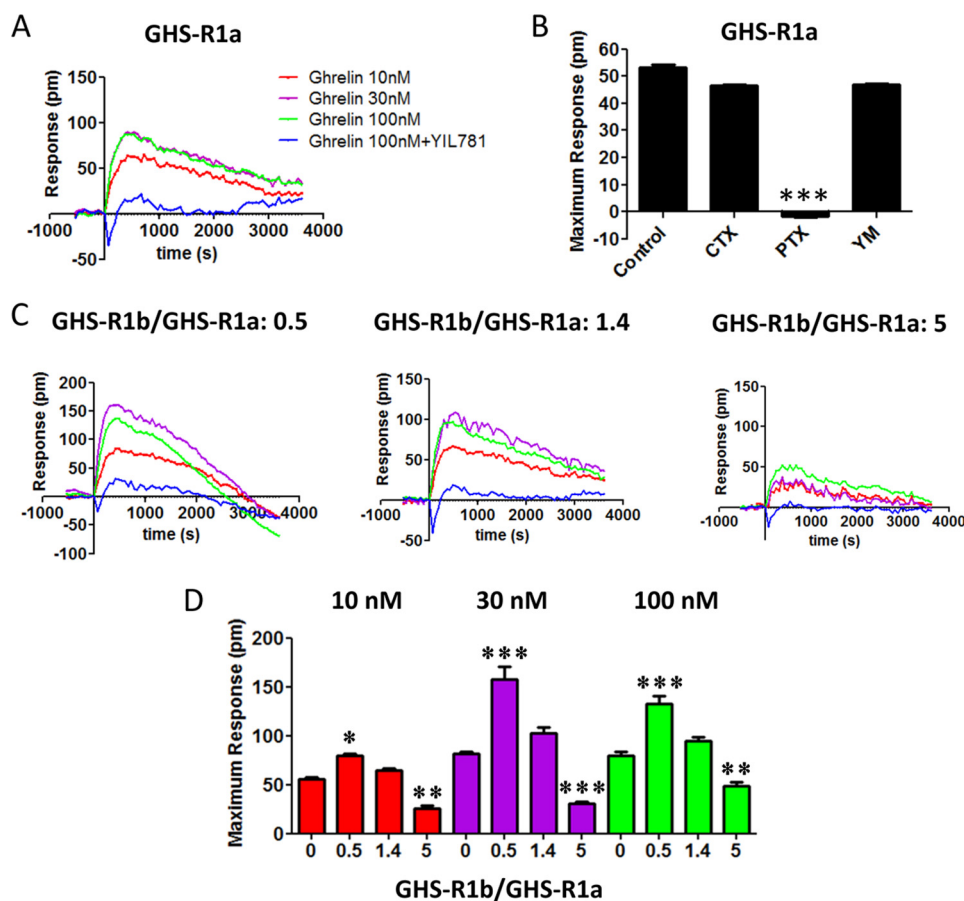 A
GHS-R1a
Response (pm)
150
100
50
-50
-1000
1000
2000
3000
4000
time (s)
Ghrelin 10nM
Ghrelin 30nM
Ghrelin 100nM
Ghrelin 100nM+YIL781
B
GHS-R1a
Maximum Response (pm)
60
50
40
30
20
10
0
-10
***
Control
CTX
PTX
YM
C
GHS-R1b/GHS-R1a: 0.5
Response (pm)
200
150
100
50
-50
-100
-1000
1000
2000
3000
4000
time (s)
GHS-R1b/GHS-R1a: 1.4
Response (pm)
150
100
50
-50
-1000
1000
2000
3000
4000
time (s)
GHS-R1b/GHS-R1a: 5
Response (pm)
150
100
50
-50
-1000
1000
2000
3000
4000
time (s)
D
10 nM
30 nM
100 nM
Maximum Response (pm)
200
150
100
50
0
*
**
***
***
***
**
0 0.5 1.4 5 0 0.5 1.4 5 0 0.5 1.4 5
GHS-R1b/GHS-R1a